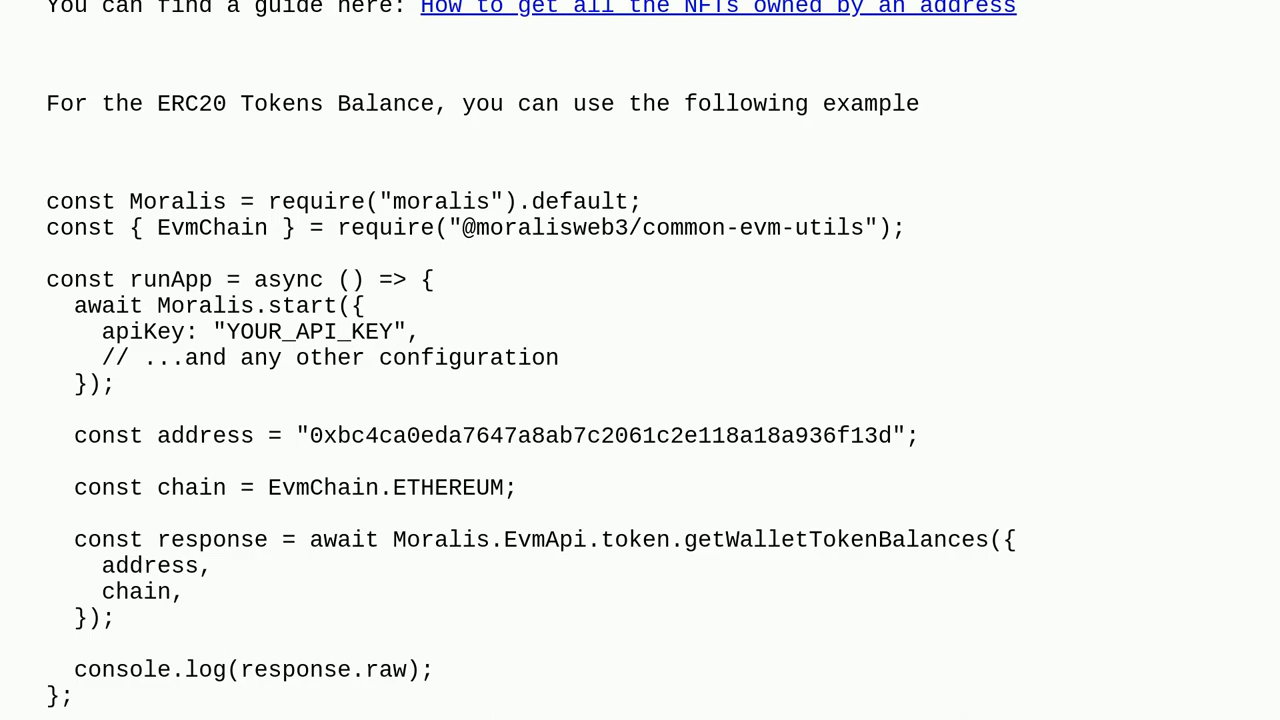 You can find a guide here: How to get all the NFTs owned by an address
For the ERC20 Tokens Balance, you can use the following example
const Moralis = require("moralis").default;
const { EvmChain } = require("@moralisweb3/common-evm-utils");
const runApp = async () => {
  await Moralis.start({
    apiKey: "YOUR_API_KEY",
    // ...and any other configuration
  });
  const address = "0xbc4ca0eda7647a8ab7c2061c2e118a18a936f13d";
  const chain = EvmChain.ETHEREUM;
  const response = await Moralis.EvmApi.token.getWalletTokenBalances({
    address,
    chain,
  });
  console.log(response.raw);
};